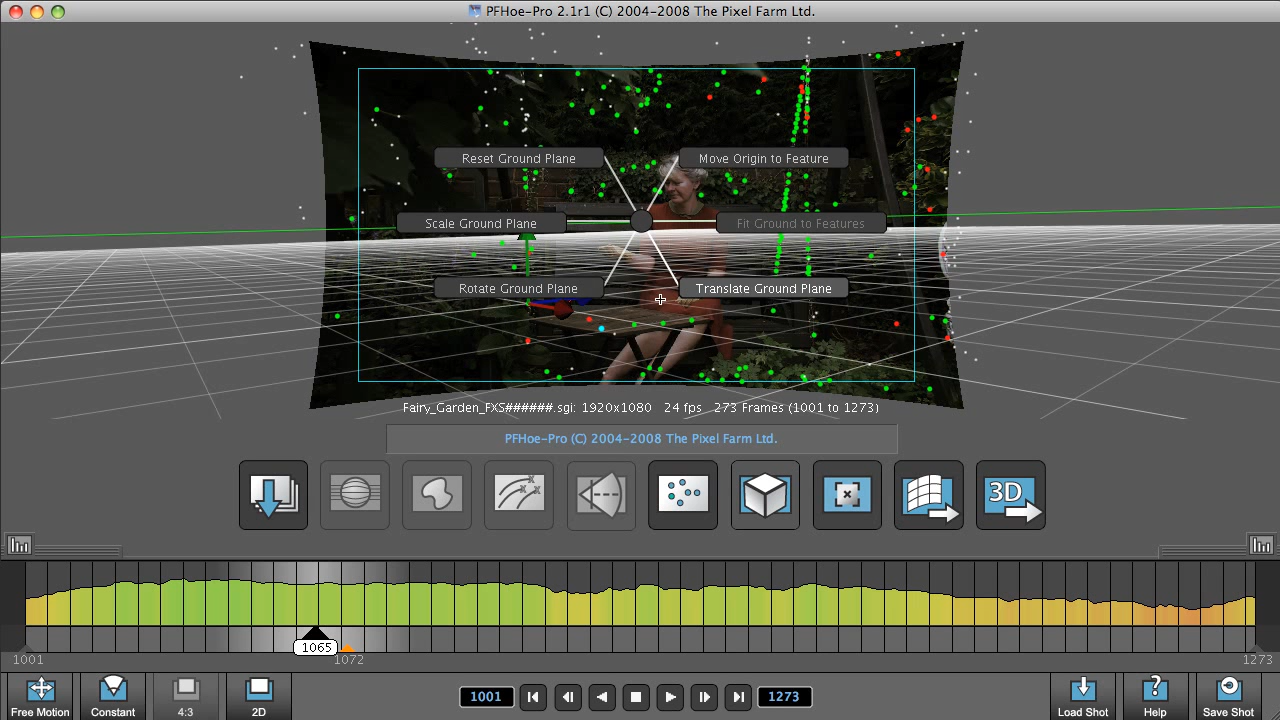 PFHoe-Pro 2.1r1 (C) 2004-2008 The Pixel Farm Ltd.
Reset Ground Plane
Move Origin to Feature
Scale Ground Plane
Fit Ground to Features
Rotate Ground Plane
Translate Ground Plane
Fairy_Garden_FXS######.sgi: 1920x1080 24 fps 273 Frames (1001 to 1273)
PFHoe-Pro (C) 2004-2008 The Pixel Farm Ltd.
3D
1065
1001
1072
1273
1001
1273
Free Motion
Constant
4:3
2D
Load Shot
Help
Save Shot